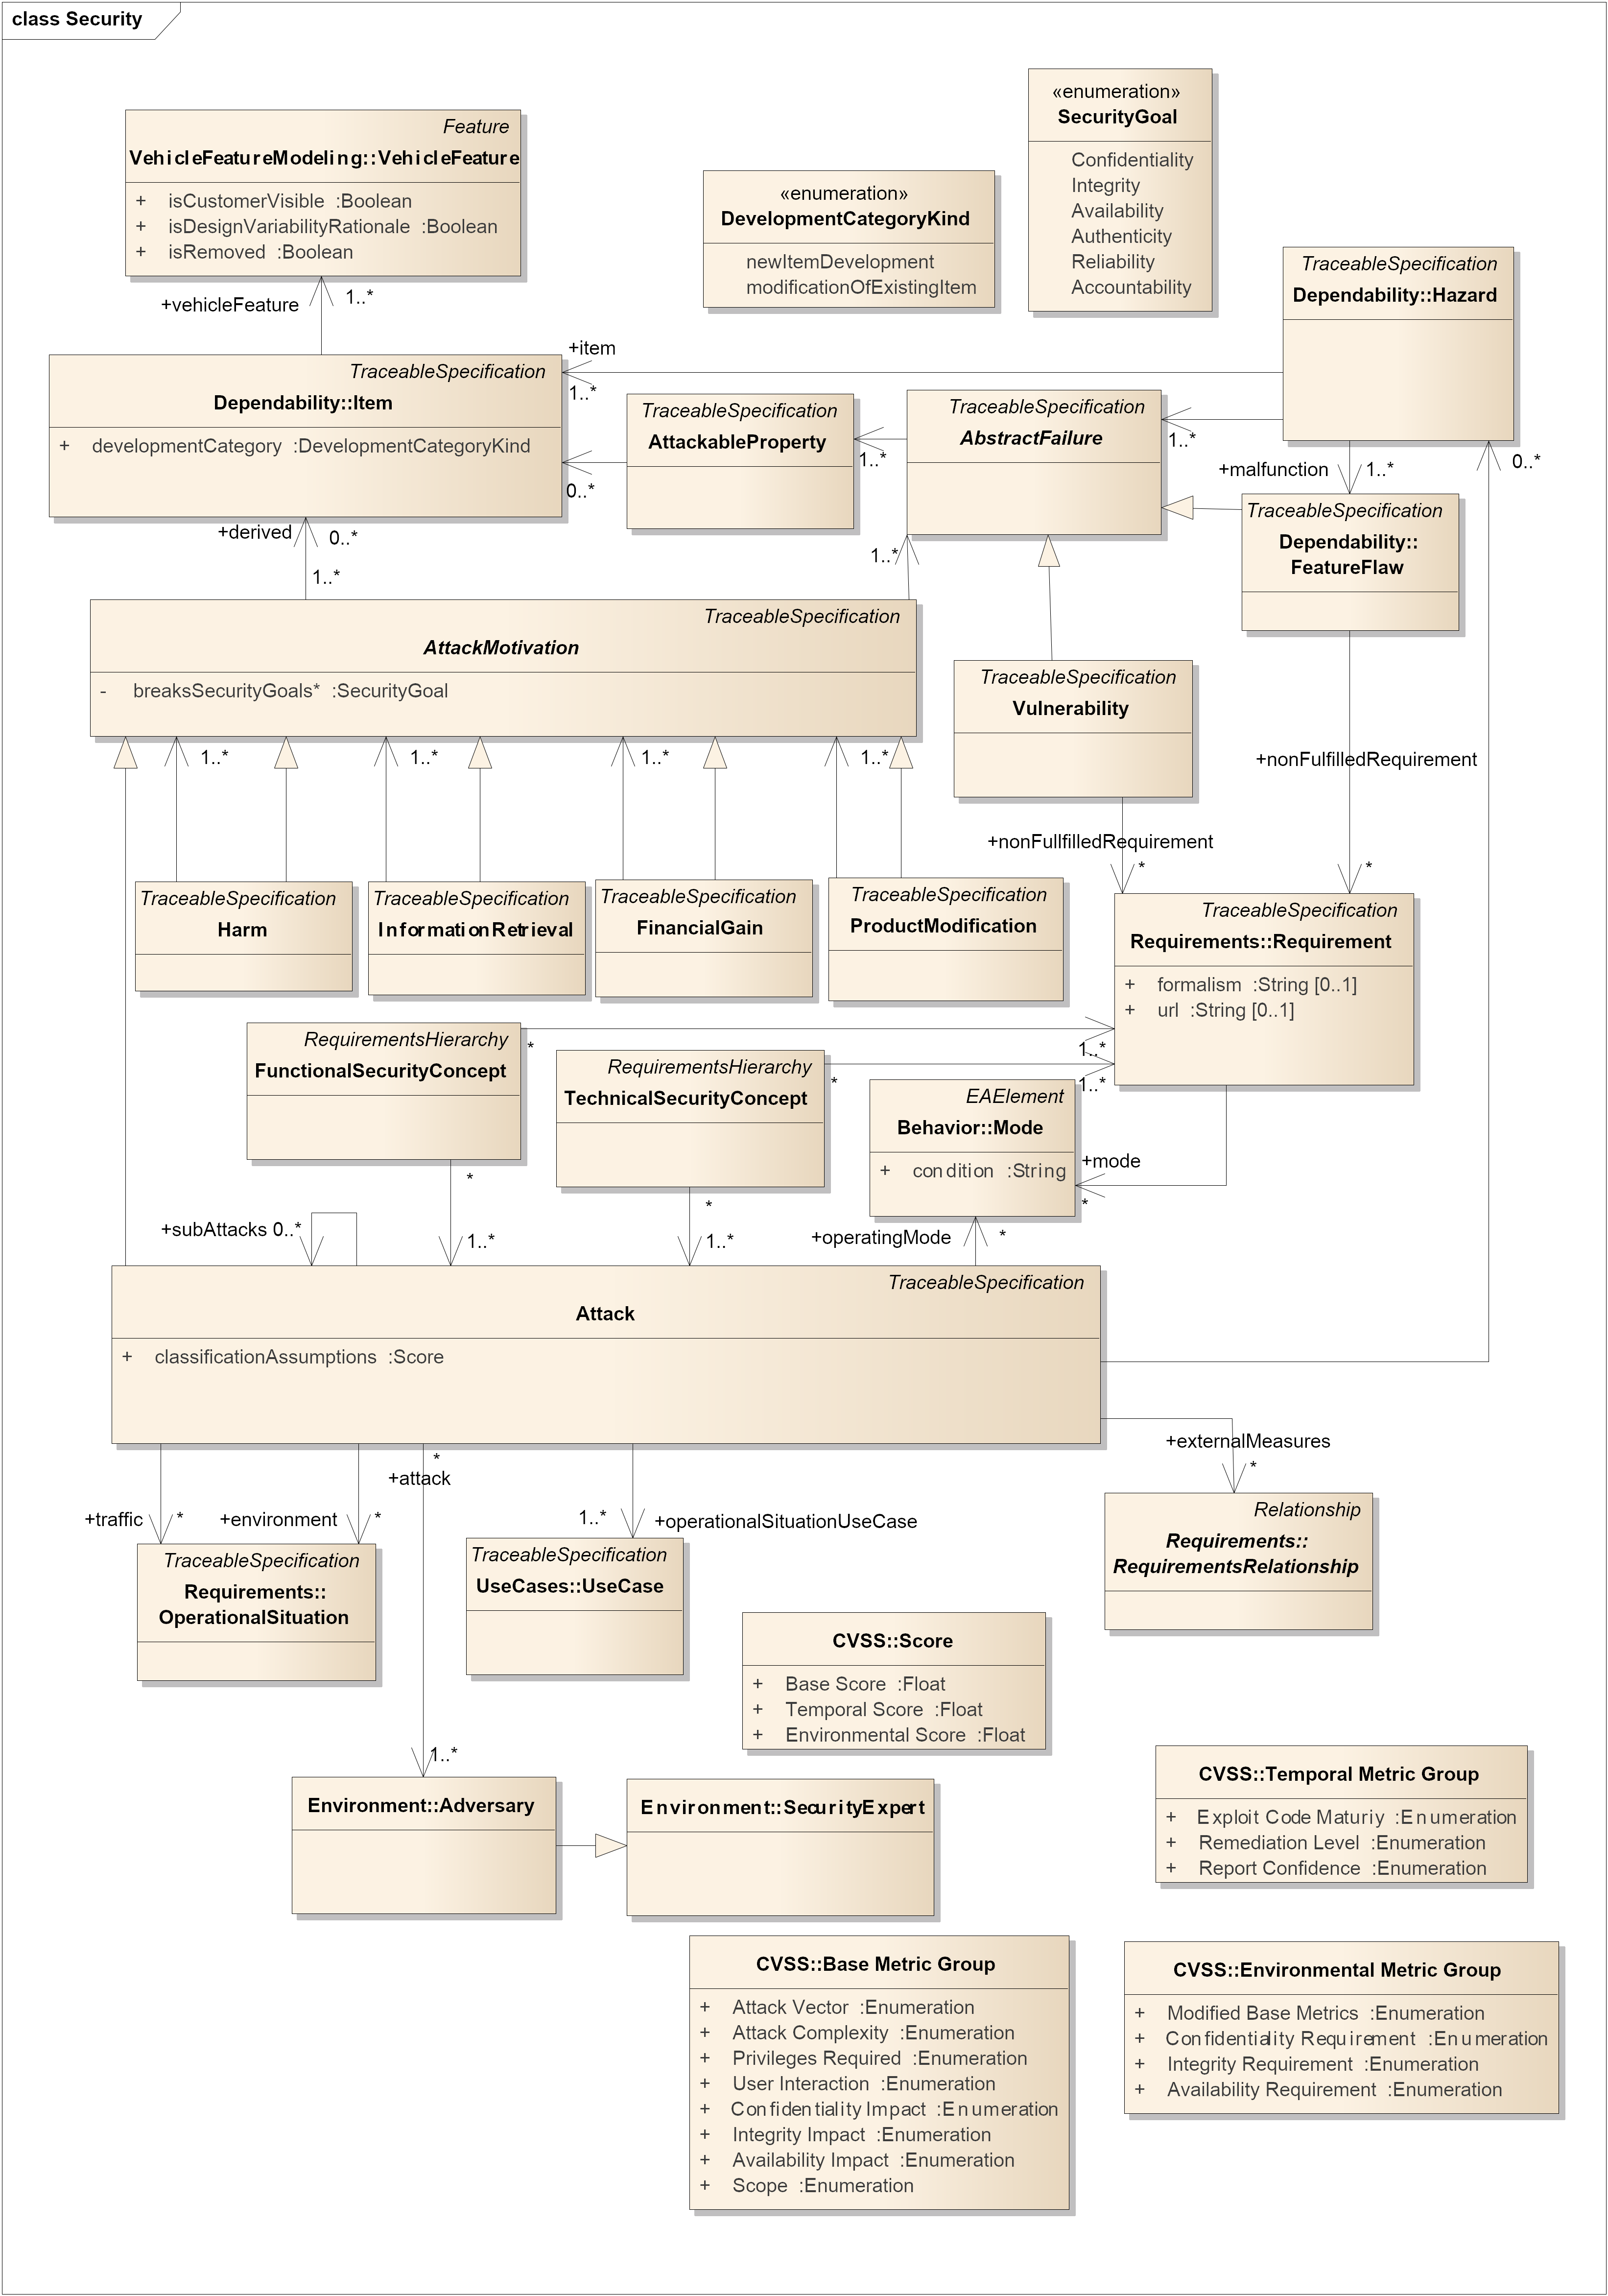 class Security
«enumeration»
SecurityGoal
Confidentiality
Integrity
Availability
Authenticity
Reliability
Accountability
Feature
VehicleFeatureModeling::VehicleFeature
+ isCustomerVisible :Boolean
+ isDesignVariabilityRationale :Boolean
+ isRemoved :Boolean
«enumeration»
DevelopmentCategoryKind
newItemDevelopment
modificationOfExistingItem
TraceableSpecification
Dependability::Hazard
+vehicleFeature
1..*
+item
1..*
TraceableSpecification
Dependability::Item
+ developmentCategory :DevelopmentCategoryKind
TraceableSpecification
AttackableProperty
TraceableSpecification
AbstractFailure
1..*
1..*
0..*
+malfunction
1..*
0..*
TraceableSpecification
Dependability::
FeatureFlaw
+derived
0..*
1..*
1..*
TraceableSpecification
AttackMotivation
- breaksSecurityGoals* :SecurityGoal
TraceableSpecification
Vulnerability
1..*
1..*
1..*
1..*
+nonFulfilledRequirement
+nonFullfilledRequirement
*
*
TraceableSpecification
Harm
TraceableSpecification
InformationRetrieval
TraceableSpecification
FinancialGain
TraceableSpecification
ProductModification
TraceableSpecification
Requirements::Requirement
+ formalism :String [0..1]
+ url :String [0..1]
RequirementsHierarchy
FunctionalSecurityConcept
*
1..*
RequirementsHierarchy
TechnicalSecurityConcept
*
1..*
EAElement
Behavior::Mode
+ condition :String
+mode
*
*
*
+subAttacks 0..*
1..*
1..*
+operatingMode
*
TraceableSpecification
Attack
+ classificationAssumptions :Score
+externalMeasures
*
*
+attack
+traffic
*
+environment
*
1..*
+operationalSituationUseCase
TraceableSpecification
Requirements::
OperationalSituation
TraceableSpecification
UseCases::UseCase
Relationship
Requirements::
RequirementsRelationship
CVSS::Score
+ Base Score :Float
+ Temporal Score :Float
+ Environmental Score :Float
1..*
Environment::Adversary
Environment::SecurityExpert
CVSS::Temporal Metric Group
+ Exploit Code Maturiy :Enumeration
+ Remediation Level :Enumeration
+ Report Confidence :Enumeration
CVSS::Base Metric Group
+ Attack Vector :Enumeration
+ Attack Complexity :Enumeration
+ Privileges Required :Enumeration
+ User Interaction :Enumeration
+ Confidentiality Impact :Enumeration
+ Integrity Impact :Enumeration
+ Availability Impact :Enumeration
+ Scope :Enumeration
CVSS::Environmental Metric Group
+ Modified Base Metrics :Enumeration
+ Confidentiality Requirement :Enumeration
+ Integrity Requirement :Enumeration
+ Availability Requirement :Enumeration